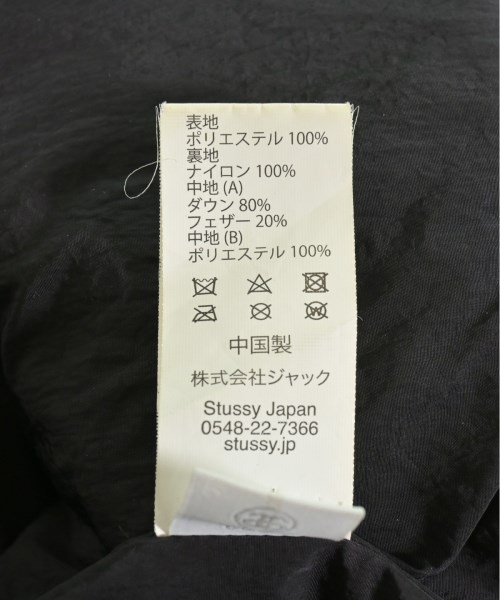 表地
ポリエステル 100%
裏地
ナイロン 100%
中地 (A)
ダウン 80%
フェザー 20%
中地 (B)
ポリエステル 100%
中国製
株式会社ジャック
Stussy Japan
0548-22-7366
stussy.jp